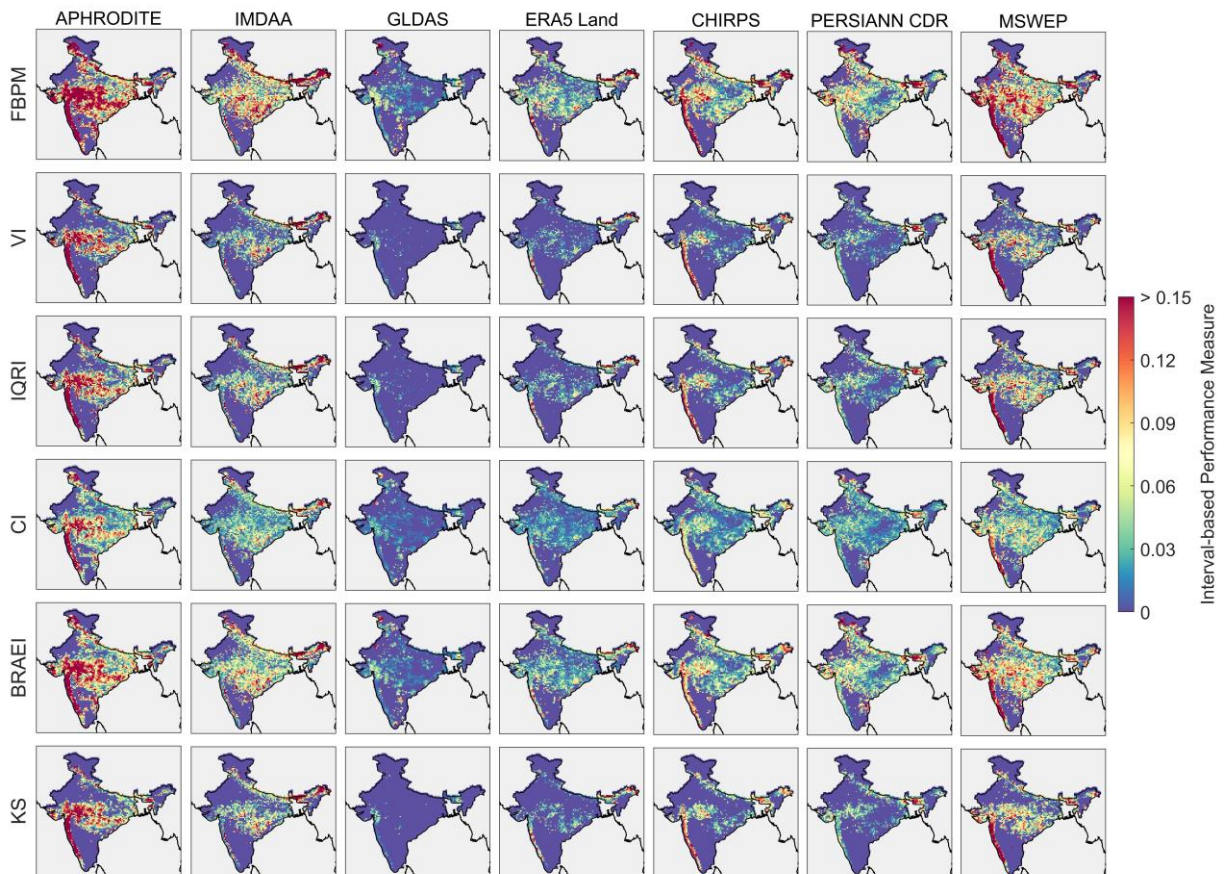 APHRODITE IMDAA GLDAS ERA5 Land CHIRPS PERSIANN CDR MSWEP
FBPM
VI
IQRI
CI
BRAEI
KS
> 0.15
0.12
0.09
0.06
0.03
0
Interval-based Performance Measure